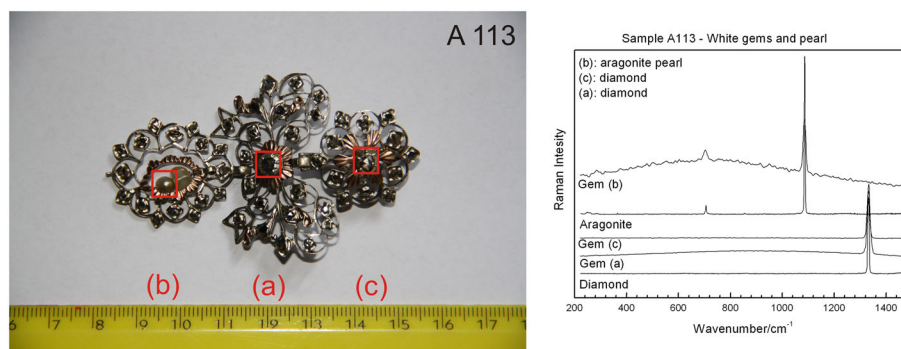 A 113
(b) (a) (c)
6 7 8 9 10 11 12 13 14 15 16 17 1
Sample A113 - White gems and pearl
(b): aragonite pearl
(c): diamond
(a): diamond
Gem (b)
Aragonite
Gem (c)
Gem (a)
Diamond
Raman Intesity
200 400 600 800 1000 1200 1400
Wavenumber/cm-1